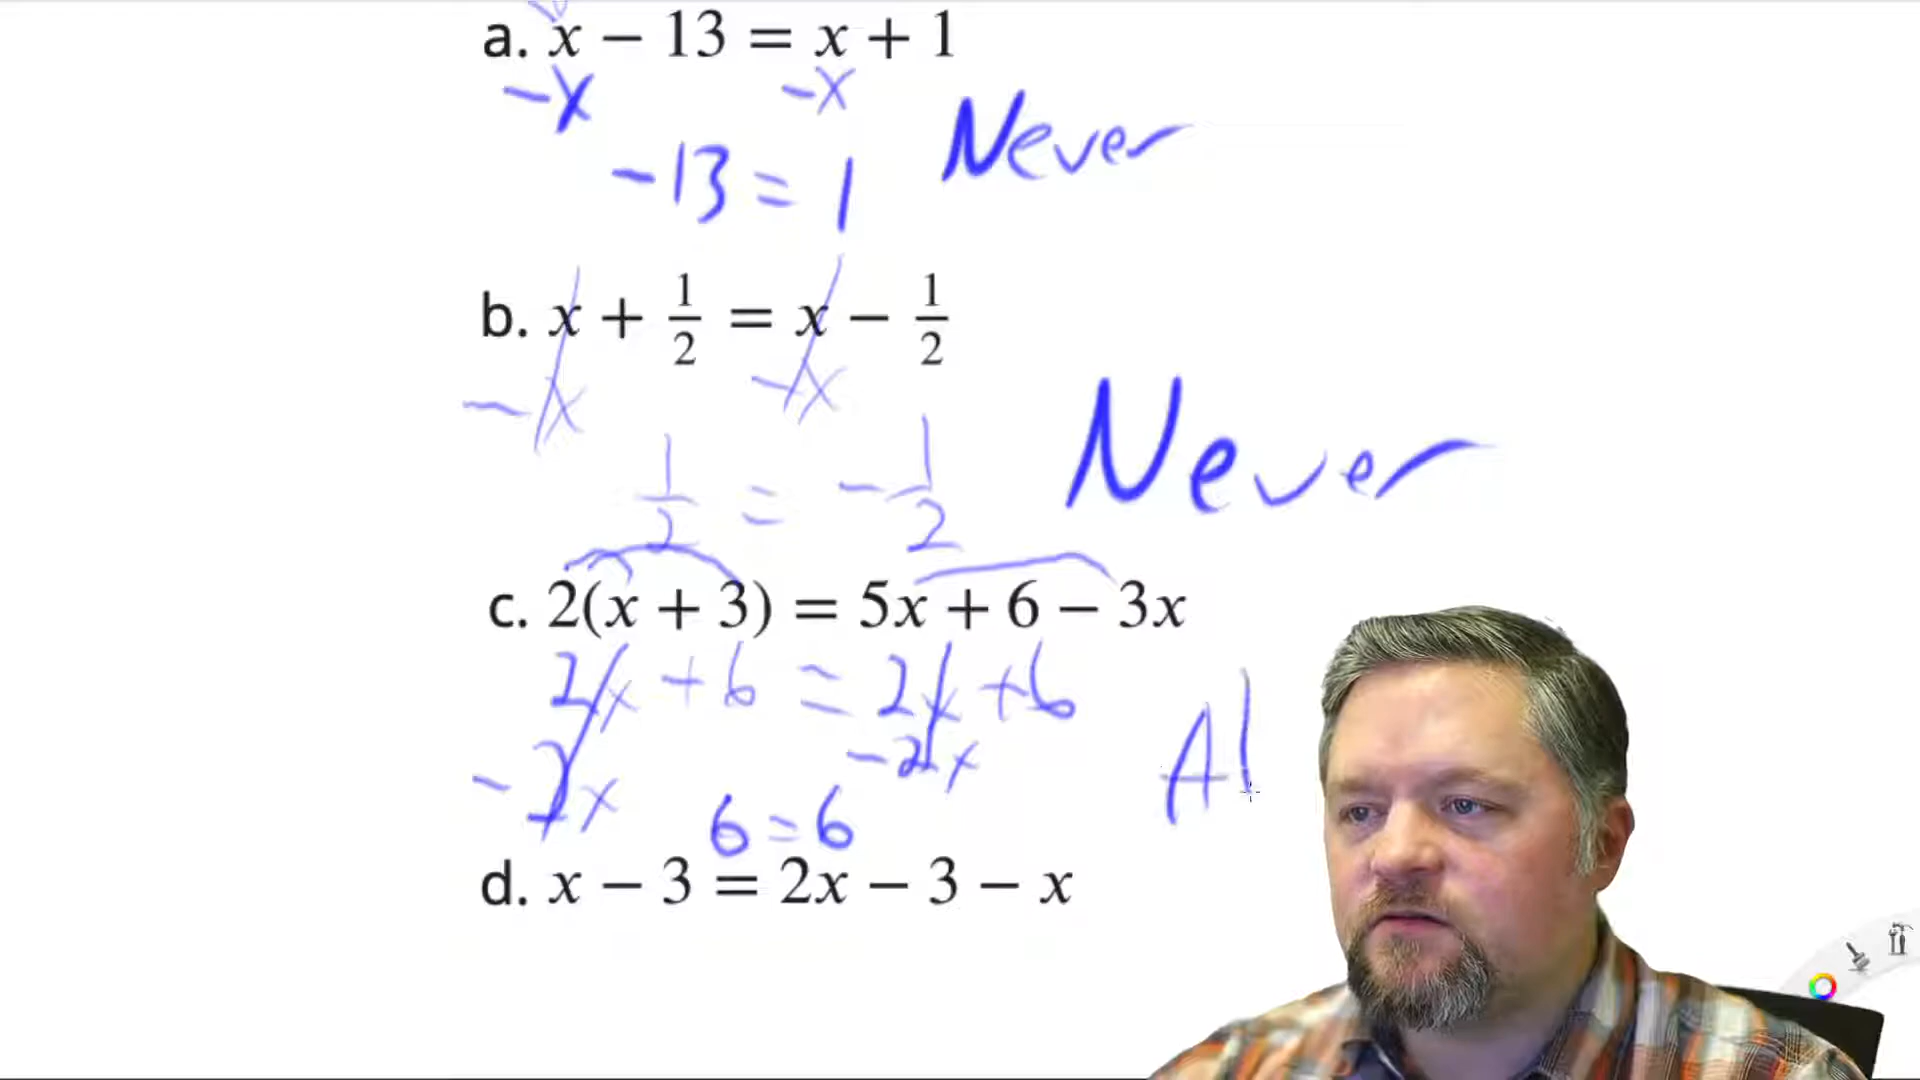 a. x − 13 = x + 1
−x −x
−13 = 1 Never
b. x + 1/2 = x − 1/2
−x −x
1/2 = −1/2 Never
c. 2(x + 3) = 5x + 6 − 3x
2x + 6 = 2x + 6
−2x −2x Al
6 = 6
d. x − 3 = 2x − 3 − x